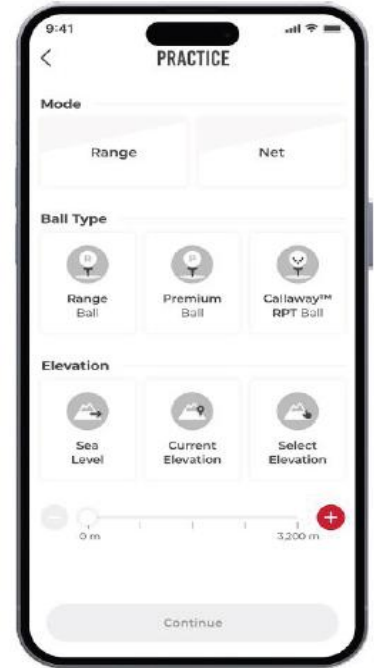 9:41
PRACTICE
Mode
Range Net
Ball Type
R P
Range Premium Callaway™
Ball Ball RPT Ball
Elevation
Sea Current Select
Level Elevation Elevation
0 m 3,200 m
Continue